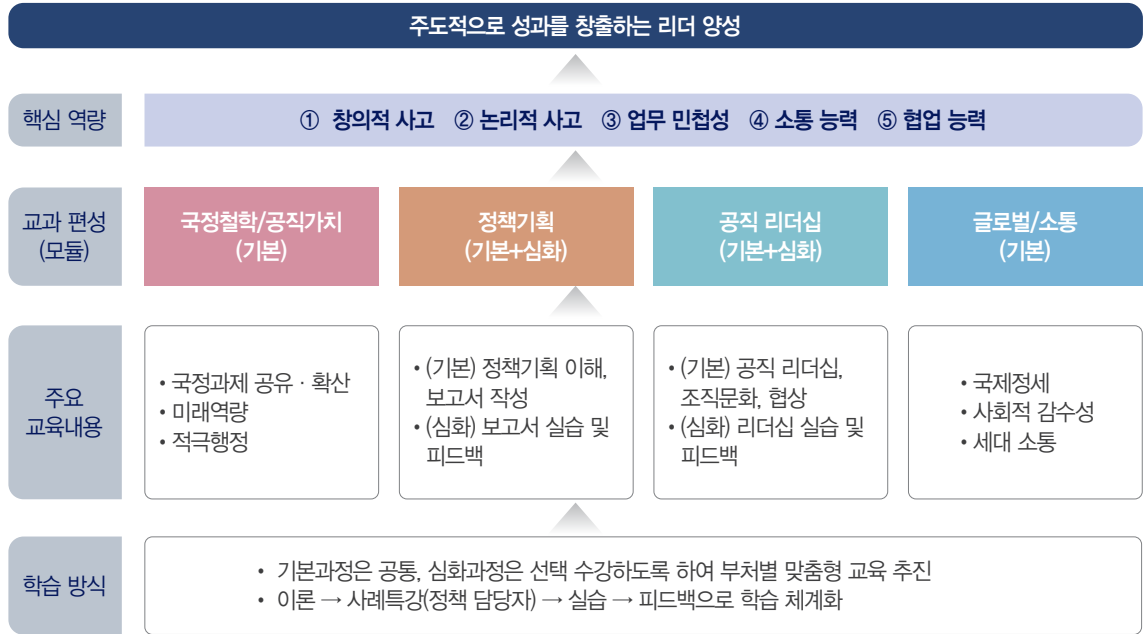 주도적으로 성과를 창출하는 리더 양성
핵심 역량
① 창의적 사고 ② 논리적 사고 ③ 업무 민첩성 ④ 소통 능력 ⑤ 협업 능력
교과 편성
(모듈)
국정철학/공직가치
(기본)
정책기획
(기본+심화)
공직 리더십
(기본+심화)
글로벌/소통
(기본)
주요
교육내용
• 국정과제 공유 · 확산
• 미래역량
• 적극행정
• (기본) 정책기획 이해,
보고서 작성
• (심화) 보고서 실습 및
피드백
• (기본) 공직 리더십,
조직문화, 협상
• (심화) 리더십 실습 및
피드백
• 국제정세
• 사회적 감수성
• 세대 소통
학습 방식
• 기본과정은 공통, 심화과정은 선택 수강하도록 하여 부처별 맞춤형 교육 추진
• 이론 → 사례특강(정책 담당자) → 실습 → 피드백으로 학습 체계화